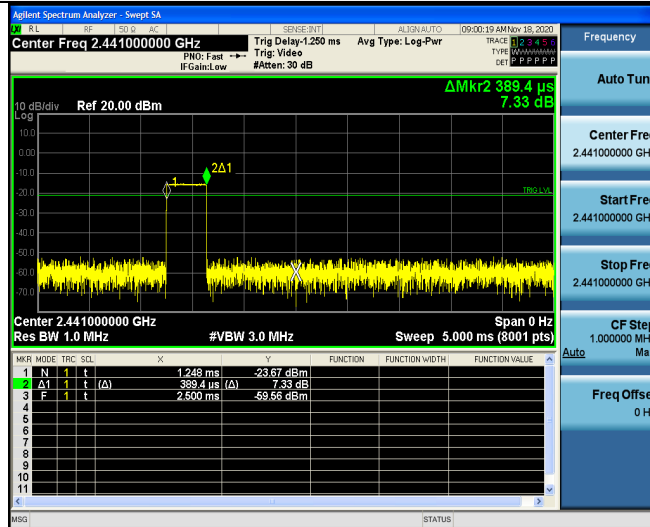 Agilent Spectrum Analyzer - Swept SA
RL RF 50 Ω AC SENSE:INT ALIGN AUTO 09:00:19 AM Nov 18, 2020
Center Freq 2.441000000 GHz Trig Delay-1.250 ms Avg Type: Log-Pwr TRACE 1 2 3 4 5 6
PNO: Fast Trig: Video TYPE
IFGain:Low #Atten: 30 dB DET P P P P P P
Frequency
ΔMkr2 389.4 µs
7.33 dB
10 dB/div Ref 20.00 dBm
Log
10.0
0.00
-10.0
-20.0
-30.0
-40.0
-50.0
-60.0
-70.0
1
2Δ1
TRIG LVL
Center 2.441000000 GHz Span 0 Hz
Res BW 1.0 MHz #VBW 3.0 MHz Sweep 5.000 ms (8001 pts)
MKR MODE TRC SCL X Y FUNCTION FUNCTION WIDTH FUNCTION VALUE
1 N 1 t 1.248 ms -23.67 dBm
2 Δ1 1 t (Δ) 389.4 µs (Δ) 7.33 dB
3 F 1 t 2.500 ms -59.56 dBm
4
5
6
7
8
9
10
11
MSG STATUS
Auto Tun
Center Fre
2.441000000 GH
Start Fre
2.441000000 GH
Stop Fre
2.441000000 GH
CF Step
1.000000 MH
Auto Ma
Freq Offse
0 H